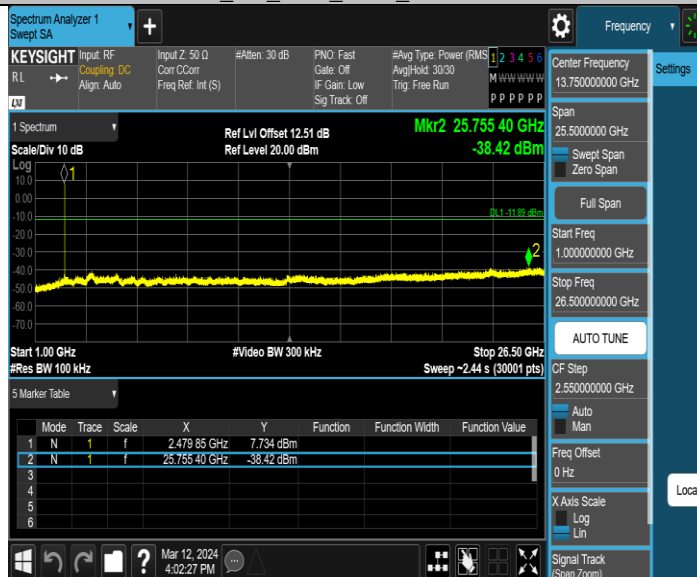 Spectrum Analyzer 1
Swept SA
Frequency
KEYSIGHT
RL
LXI
Input: RF
Coupling: DC
Align: Auto
Input Z: 50 Ω
Corr CCorr
Freq Ref: Int (S)
#Atten: 30 dB
PNO: Fast
Gate: Off
IF Gain: Low
Sig Track: Off
#Avg Type: Power (RMS
Avg|Hold: 30/30
Trig: Free Run
1 2 3 4 5 6
M W W W W W
P P P P P P
1 Spectrum
Scale/Div 10 dB
Log
Ref Lvl Offset 12.51 dB
Ref Level 20.00 dBm
Mkr2 25.755 40 GHz
-38.42 dBm
10.0
0.00
-10.0
-20.0
-30.0
-40.0
-50.0
-60.0
-70.0
1
DL1 -11.89 dBm
2
Start 1.00 GHz
#Res BW 100 kHz
#Video BW 300 kHz
Stop 26.50 GHz
Sweep ~2.44 s (30001 pts)
5 Marker Table
Mode Trace Scale X Y Function Function Width Function Value
1 N 1 f 2.479 85 GHz 7.734 dBm
2 N 1 f 25.755 40 GHz -38.42 dBm
3
4
5
6
Mar 12, 2024
4:02:27 PM
Center Frequency
13.750000000 GHz
Settings
Span
25.5000000 GHz
Swept Span
Zero Span
Full Span
Start Freq
1.000000000 GHz
Stop Freq
26.500000000 GHz
AUTO TUNE
CF Step
2.550000000 GHz
Auto
Man
Freq Offset
0 Hz
Loca
X Axis Scale
Log
Lin
Signal Track
(Span Zoom)